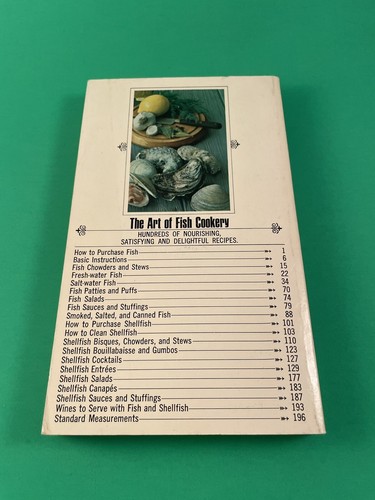 The Art of Fish Cookery
HUNDREDS OF NOURISHING,
SATISFYING AND DELIGHTFUL RECIPES.
How to Purchase Fish 1
Basic Instructions 6
Fish Chowders and Stews 15
Fresh-water Fish 22
Salt-water Fish 34
Fish Patties and Puffs 70
Fish Salads 74
Fish Sauces and Stuffings 79
Smoked, Salted, and Canned Fish 88
How to Purchase Shellfish 101
How to Clean Shellfish 103
Shellfish Bisques, Chowders, and Stews 110
Shellfish Bouillabaisse and Gumbos 123
Shellfish Cocktails 127
Shellfish Entrées 129
Shellfish Salads 177
Shellfish Canapés 183
Shellfish Sauces and Stuffings 187
Wines to Serve with Fish and Shellfish 193
Standard Measurements 196